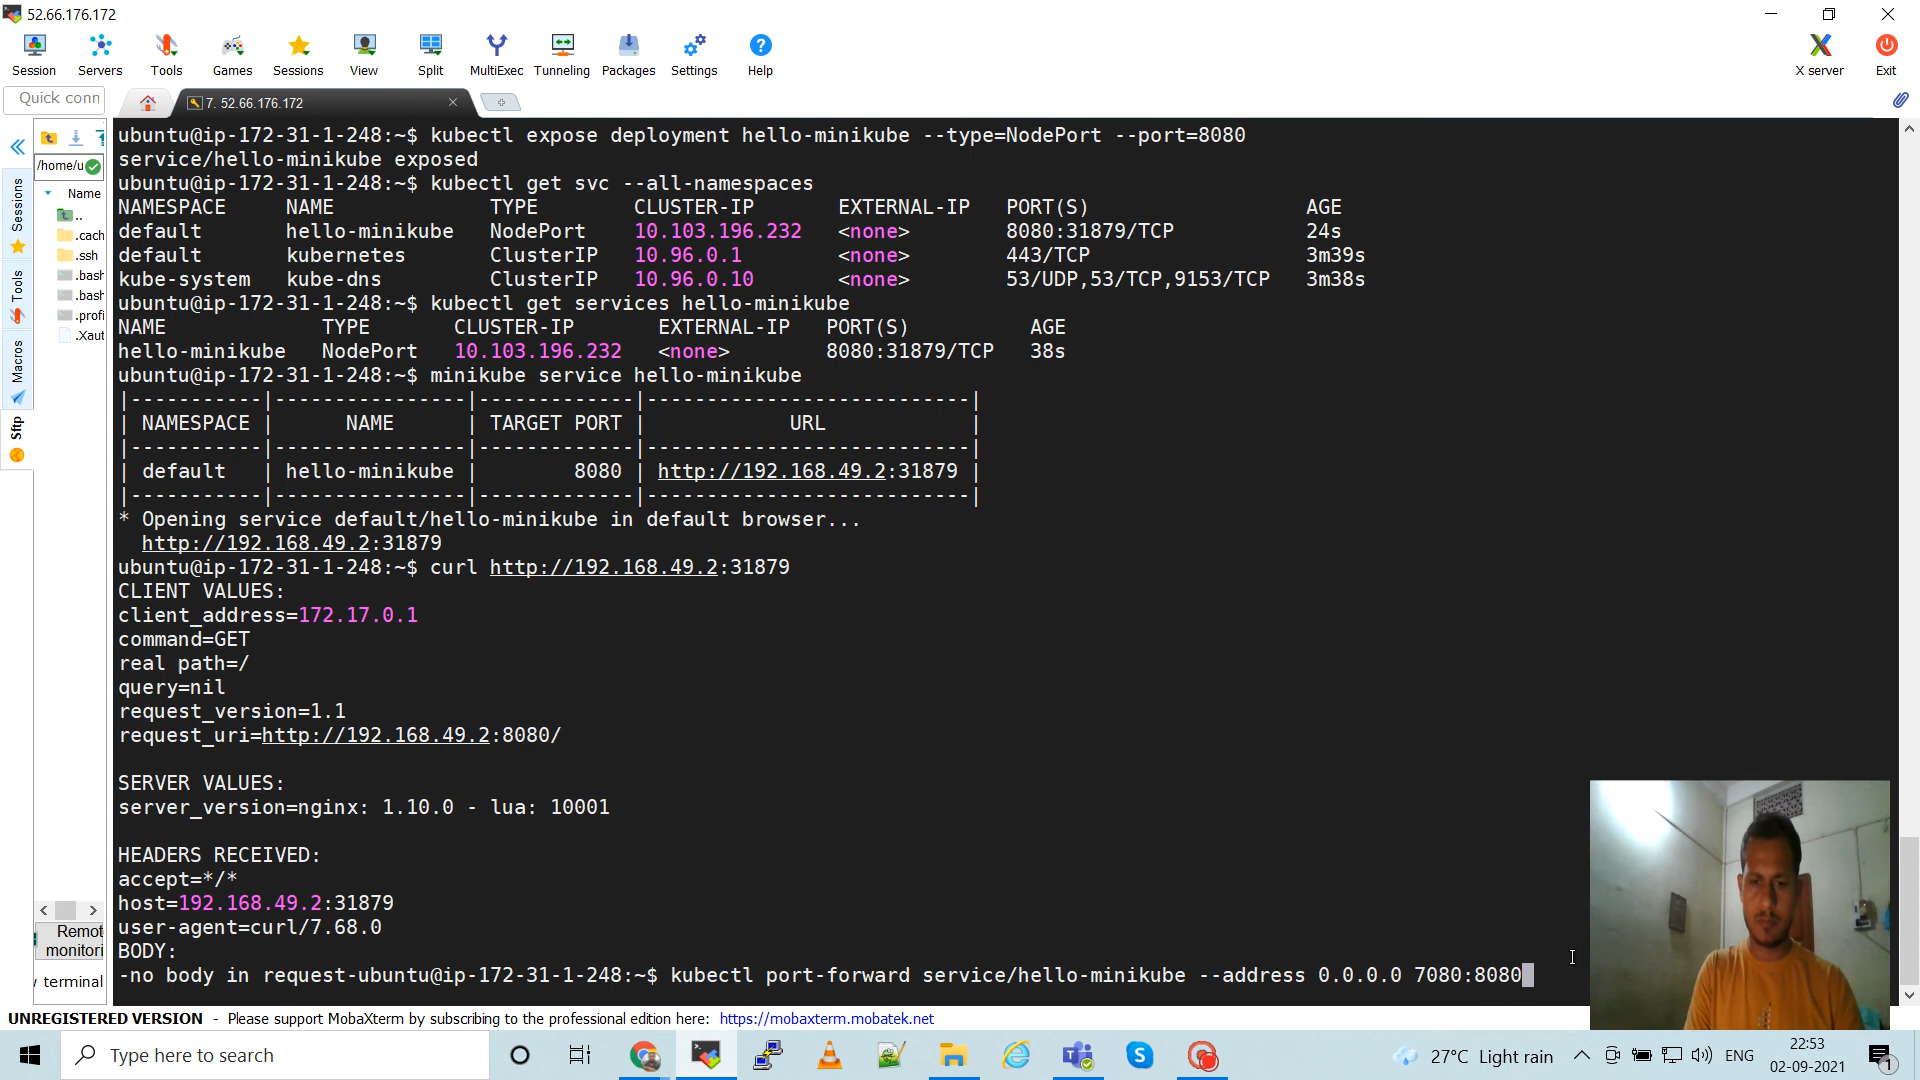 52.66.176.172
Session Servers Tools Games Sessions View Split MultiExec Tunneling Packages Settings Help X server Exit
Quick conn
7. 52.66.176.172
/home/u
Name
..
.cach
.ssh
.bash
.bash
.profi
.Xaut
Sessions
Tools
Macros
Sftp
Remot
monitori
terminal
ubuntu@ip-172-31-1-248:~$ kubectl expose deployment hello-minikube --type=NodePort --port=8080
service/hello-minikube exposed
ubuntu@ip-172-31-1-248:~$ kubectl get svc --all-namespaces
NAMESPACE NAME TYPE CLUSTER-IP EXTERNAL-IP PORT(S) AGE
default hello-minikube NodePort 10.103.196.232 <none> 8080:31879/TCP 24s
default kubernetes ClusterIP 10.96.0.1 <none> 443/TCP 3m39s
kube-system kube-dns ClusterIP 10.96.0.10 <none> 53/UDP,53/TCP,9153/TCP 3m38s
ubuntu@ip-172-31-1-248:~$ kubectl get services hello-minikube
NAME TYPE CLUSTER-IP EXTERNAL-IP PORT(S) AGE
hello-minikube NodePort 10.103.196.232 <none> 8080:31879/TCP 38s
ubuntu@ip-172-31-1-248:~$ minikube service hello-minikube
|-----------|----------------|-------------|---------------------------|
| NAMESPACE | NAME | TARGET PORT | URL |
|-----------|----------------|-------------|---------------------------|
| default | hello-minikube | 8080 | http://192.168.49.2:31879 |
|-----------|----------------|-------------|---------------------------|
* Opening service default/hello-minikube in default browser...
http://192.168.49.2:31879
ubuntu@ip-172-31-1-248:~$ curl http://192.168.49.2:31879
CLIENT VALUES:
client_address=172.17.0.1
command=GET
real path=/
query=nil
request_version=1.1
request_uri=http://192.168.49.2:8080/
SERVER VALUES:
server_version=nginx: 1.10.0 - lua: 10001
HEADERS RECEIVED:
accept=*/*
host=192.168.49.2:31879
user-agent=curl/7.68.0
BODY:
-no body in request-ubuntu@ip-172-31-1-248:~$ kubectl port-forward service/hello-minikube --address 0.0.0.0 7080:8080
UNREGISTERED VERSION - Please support MobaXterm by subscribing to the professional edition here: https://mobaxterm.mobatek.net
Type here to search
27°C Light rain
ENG
22:53
02-09-2021
1